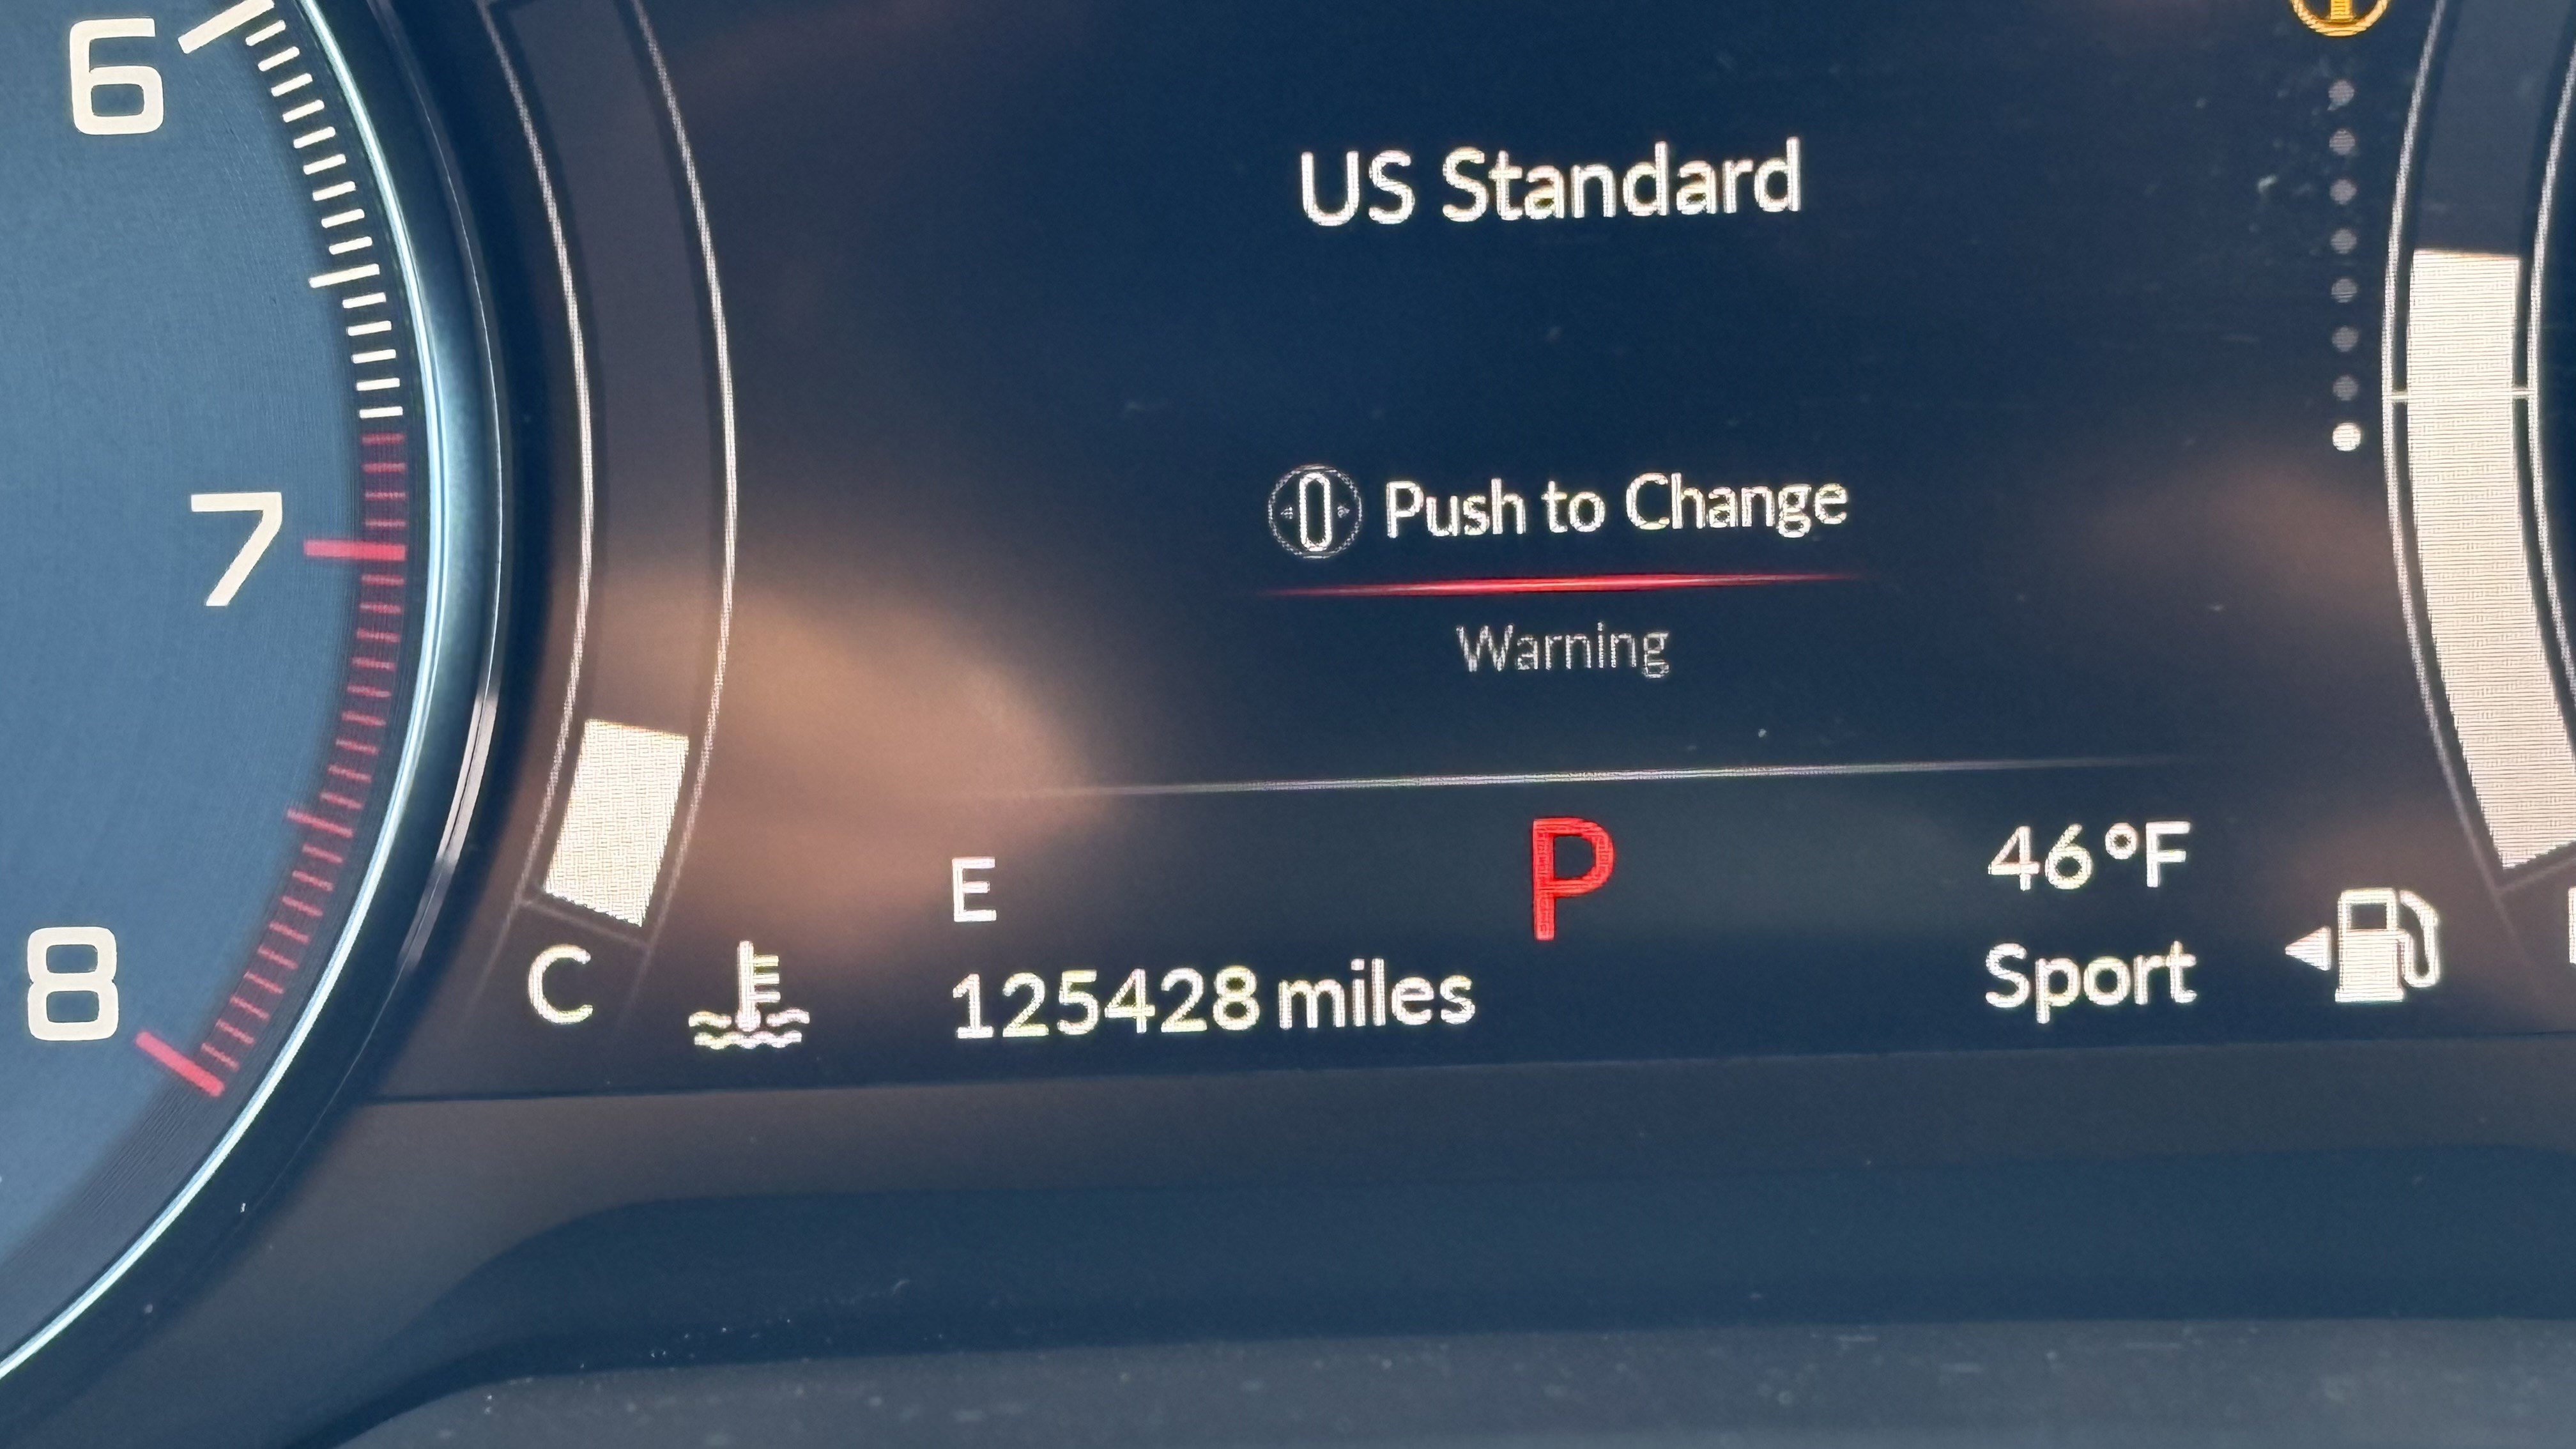 6
US Standard
Push to Change
7
Warning
E
P
46°F
8
C
125428 miles
Sport